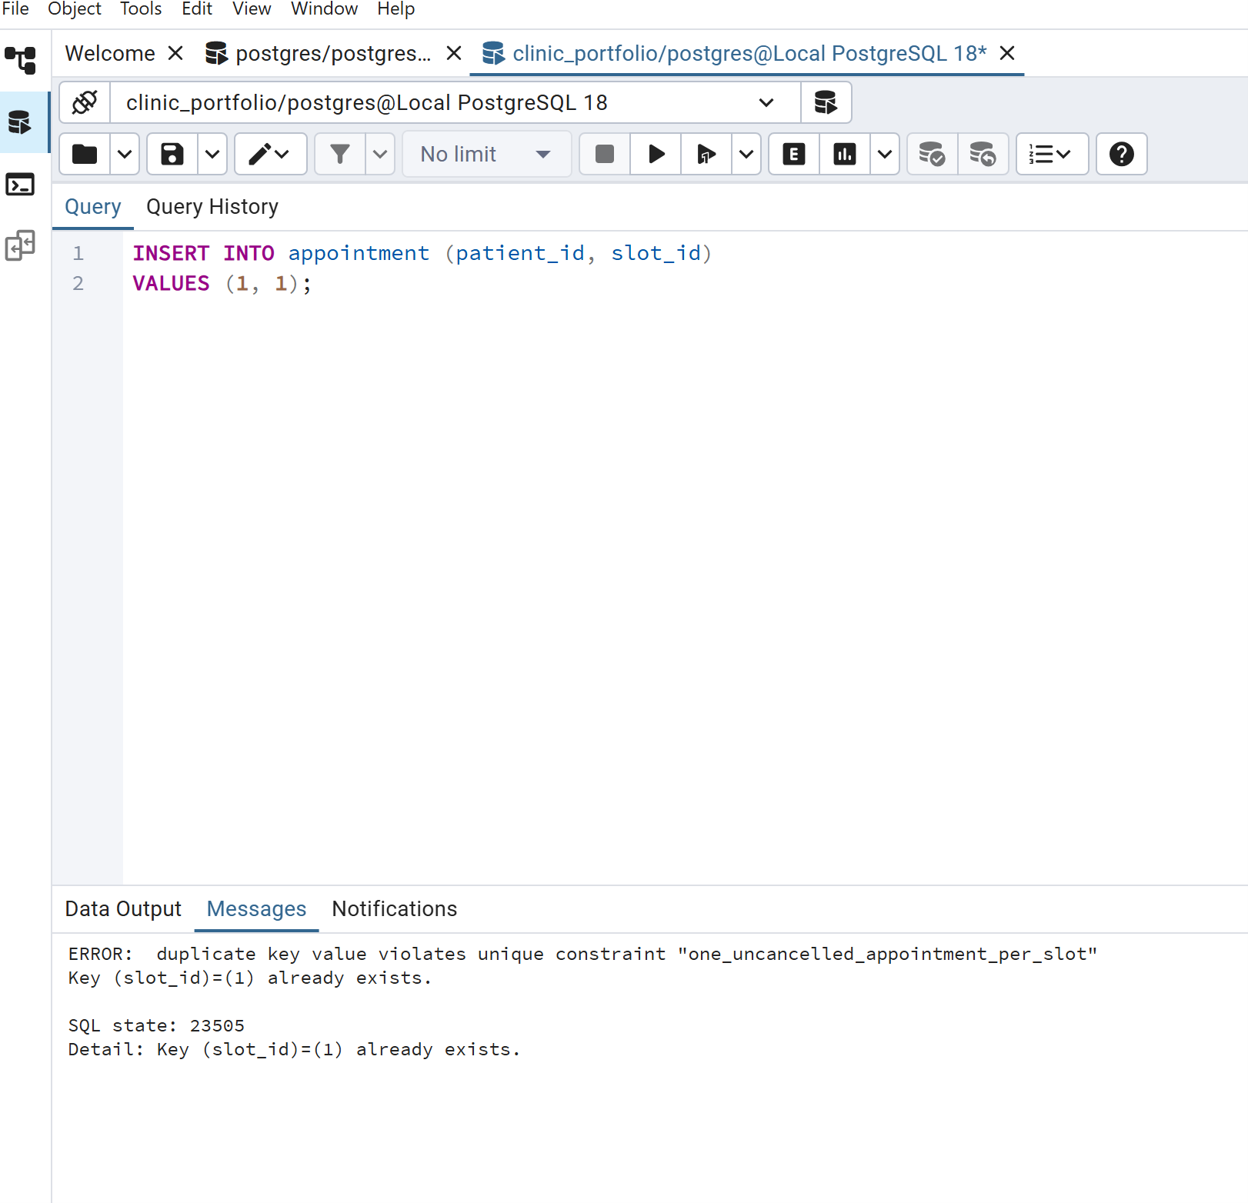 File Object Tools Edit View Window Help
Welcome postgres/postgres... clinic_portfolio/postgres@Local PostgreSQL 18*
clinic_portfolio/postgres@Local PostgreSQL 18
No limit
Query Query History
1 INSERT INTO appointment (patient_id, slot_id)
2 VALUES (1, 1);
Data Output Messages Notifications
ERROR:  duplicate key value violates unique constraint "one_uncancelled_appointment_per_slot"
Key (slot_id)=(1) already exists.
SQL state: 23505
Detail: Key (slot_id)=(1) already exists.